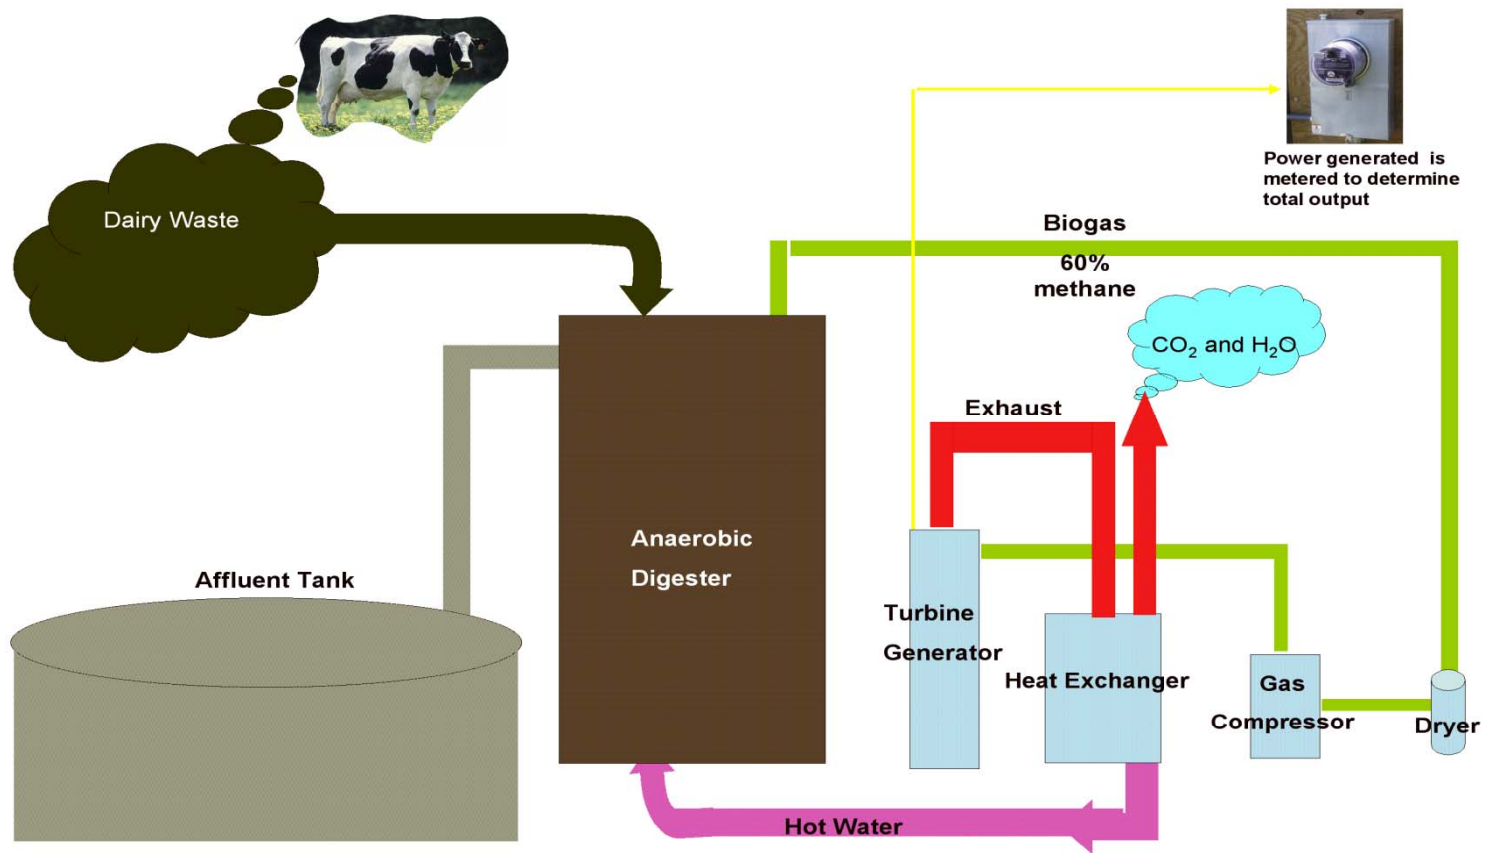 Dairy Waste
Power generated is
metered to determine
total output
Biogas
60%
methane
CO₂ and H₂O
Exhaust
Anaerobic
Digester
Affluent Tank
Turbine
Generator
Heat Exchanger
Gas
Compressor
Dryer
Hot Water